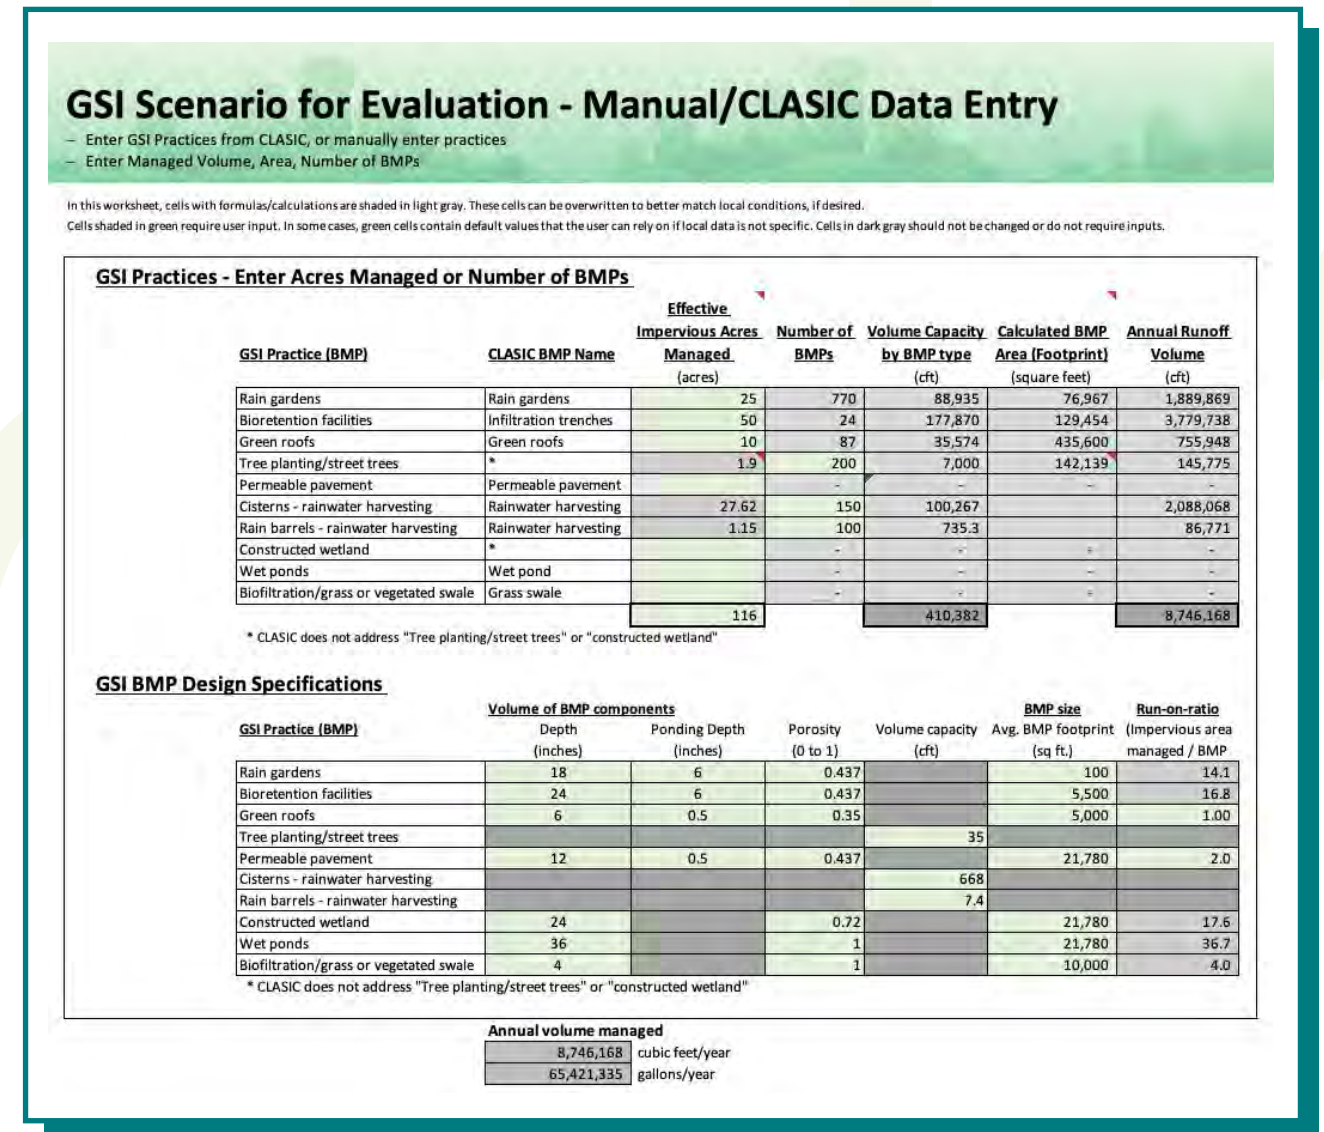 GSI Scenario for Evaluation - Manual/CLASIC Data Entry
– Enter GSI Practices from CLASIC, or manually enter practices
– Enter Managed Volume, Area, Number of BMPs
In this worksheet, cells with formulas/calculations are shaded in light gray. These cells can be overwritten to better match local conditions, if desired.
Cells shaded in green require user input. In some cases, green cells contain default values that the user can rely on if local data is not specific. Cells in dark gray should not be changed or do not require inputs.
GSI Practices - Enter Acres Managed or Number of BMPs
Effective
Impervious Acres Number of Volume Capacity Calculated BMP Annual Runoff
GSI Practice (BMP) CLASIC BMP Name Managed BMPs by BMP type Area (Footprint) Volume
(acres) (cft) (square feet) (cft)
Rain gardens Rain gardens 25 770 88,935 76,967 1,889,869
Bioretention facilities Infiltration trenches 50 24 177,870 129,454 3,779,738
Green roofs Green roofs 10 87 35,574 435,600 755,948
Tree planting/street trees * 1.9 200 7,000 142,139 145,775
Permeable pavement Permeable pavement - - - -
Cisterns - rainwater harvesting Rainwater harvesting 27.62 150 100,267 2,088,068
Rain barrels - rainwater harvesting Rainwater harvesting 1.15 100 735.3 86,771
Constructed wetland * - - - -
Wet ponds Wet pond - - - -
Biofiltration/grass or vegetated swale Grass swale - - - -
116 410,382 8,746,168
* CLASIC does not address "Tree planting/street trees" or "constructed wetland"
GSI BMP Design Specifications
Volume of BMP components BMP size Run-on-ratio
GSI Practice (BMP) Depth Ponding Depth Porosity Volume capacity Avg. BMP footprint (Impervious area
(inches) (inches) (0 to 1) (cft) (sq ft.) managed / BMP
Rain gardens 18 6 0.437 100 14.1
Bioretention facilities 24 6 0.437 5,500 16.8
Green roofs 6 0.5 0.35 5,000 1.00
Tree planting/street trees 35
Permeable pavement 12 0.5 0.437 21,780 2.0
Cisterns - rainwater harvesting 668
Rain barrels - rainwater harvesting 7.4
Constructed wetland 24 0.72 21,780 17.6
Wet ponds 36 1 21,780 36.7
Biofiltration/grass or vegetated swale 4 1 10,000 4.0
* CLASIC does not address "Tree planting/street trees" or "constructed wetland"
Annual volume managed
8,746,168 cubic feet/year
65,421,335 gallons/year